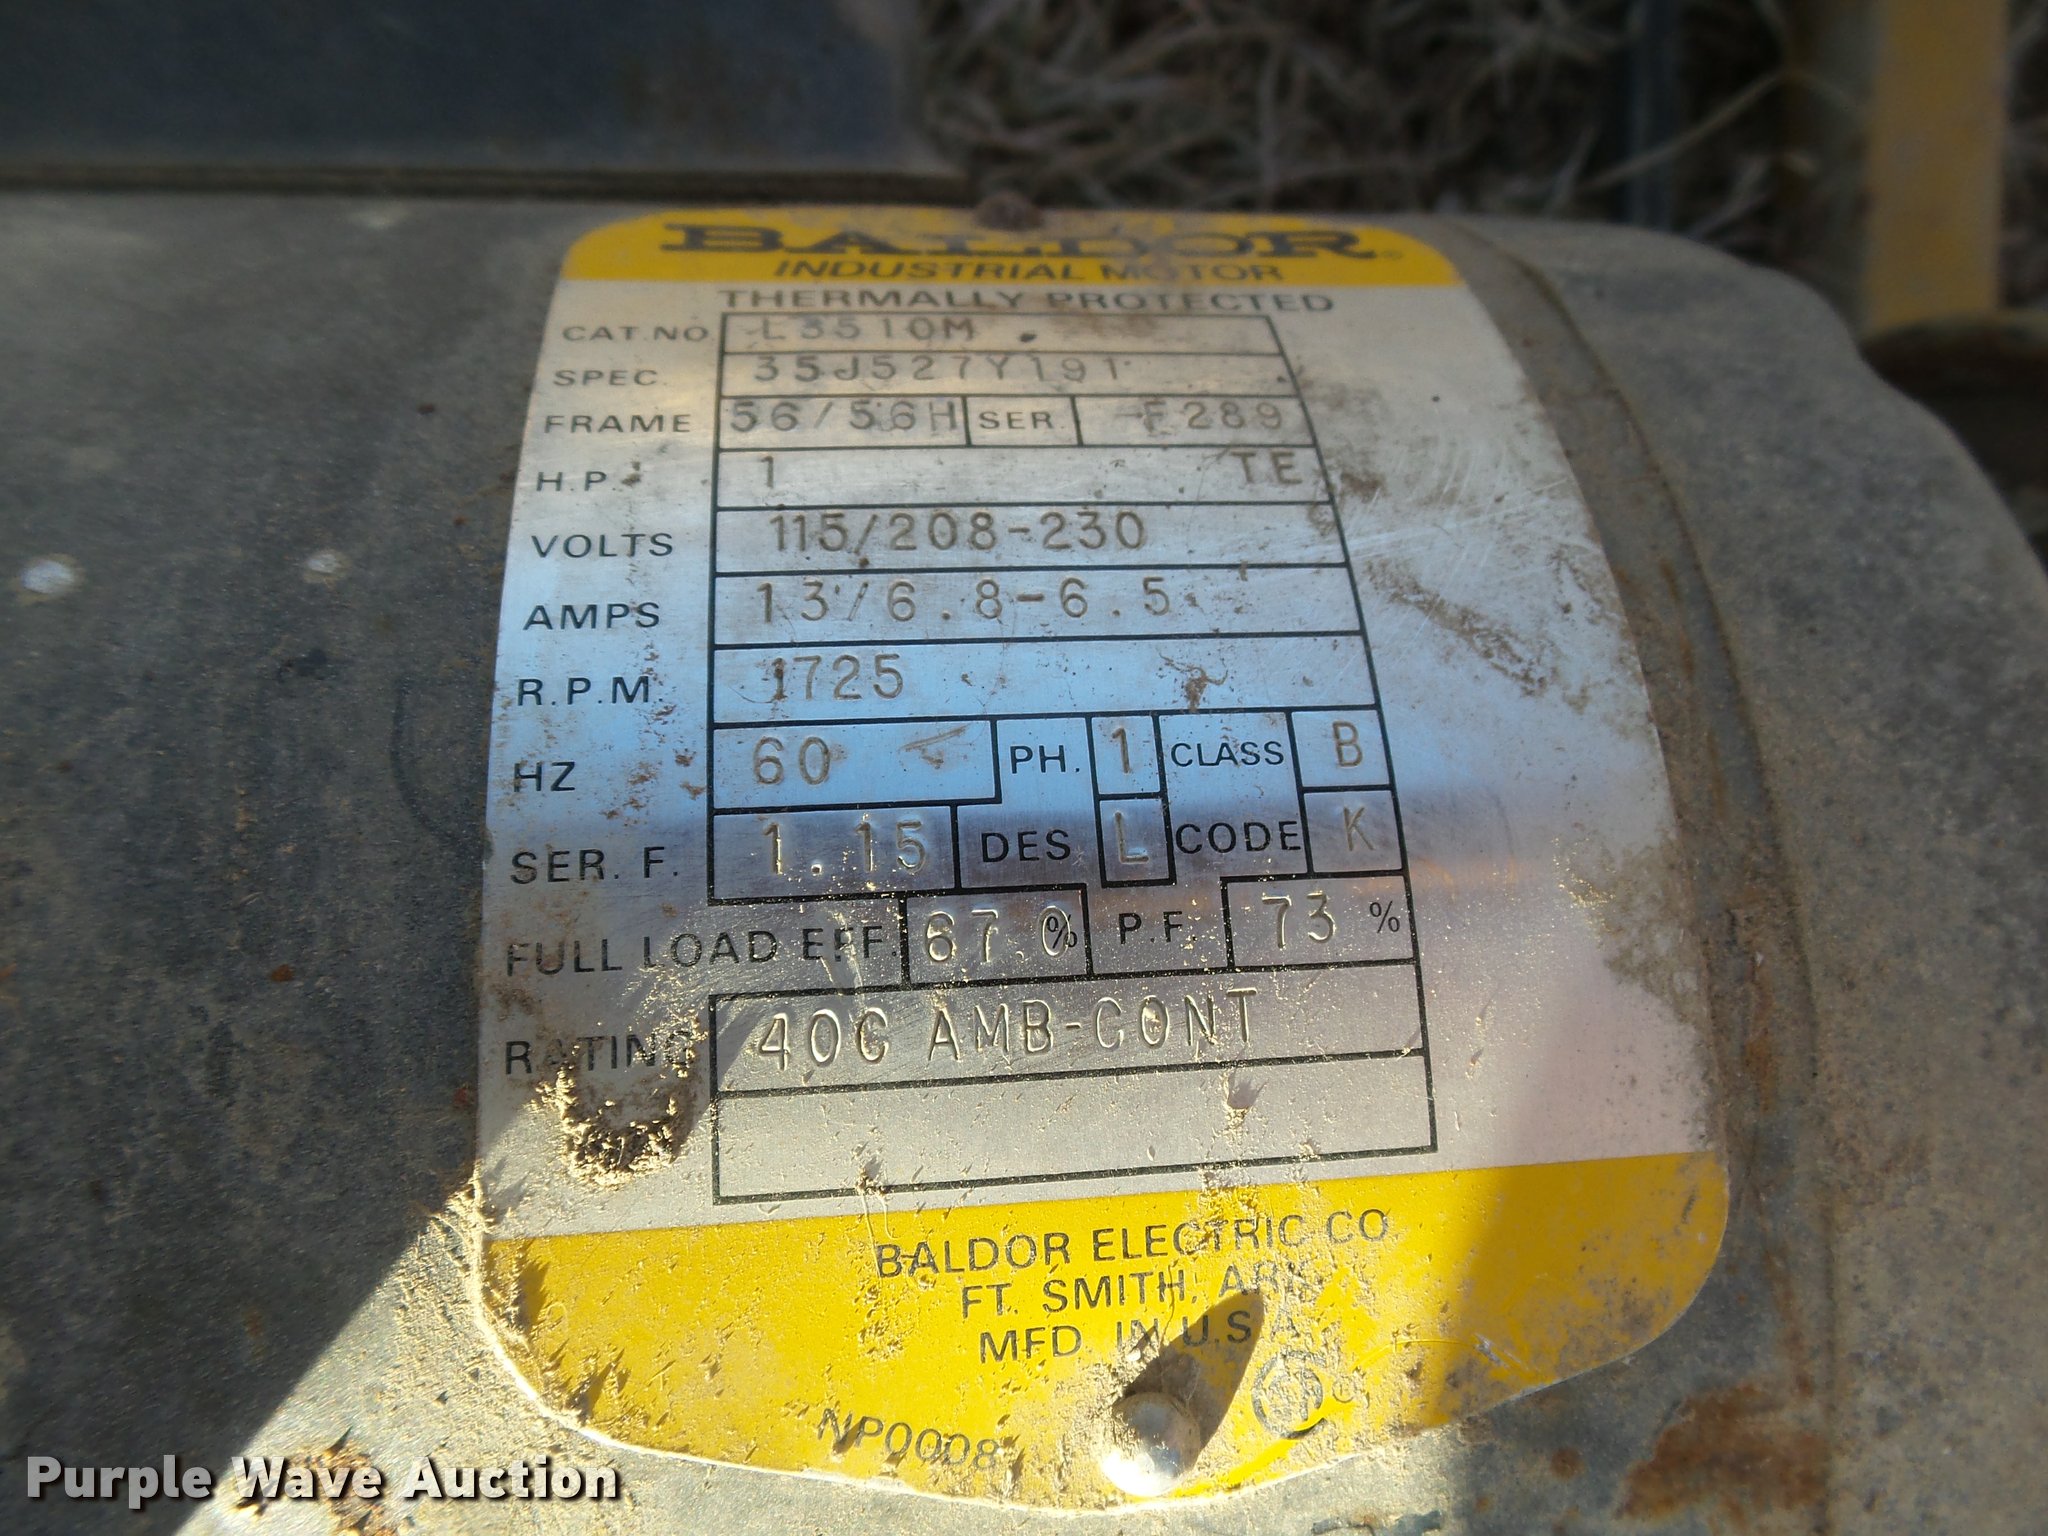 BALDOR
INDUSTRIAL MOTOR
THERMALLY PROTECTED
CAT. NO L3510M
SPEC. 35J527Y191
FRAME 56/56H SER. F289
H.P. 1 TE
VOLTS 115/208-230
AMPS 13/6.8-6.5
R.P.M. 1725
HZ 60 PH. 1 CLASS B
SER. F. 1.15 DES L CODE K
FULL LOAD EFF. 67.0 % P.F. 73 %
RATING 40C AMB-CONT
BALDOR ELECTRIC CO
FT. SMITH, ARK
MFD. IN U.S.A.
NP0008
Purple Wave Auction